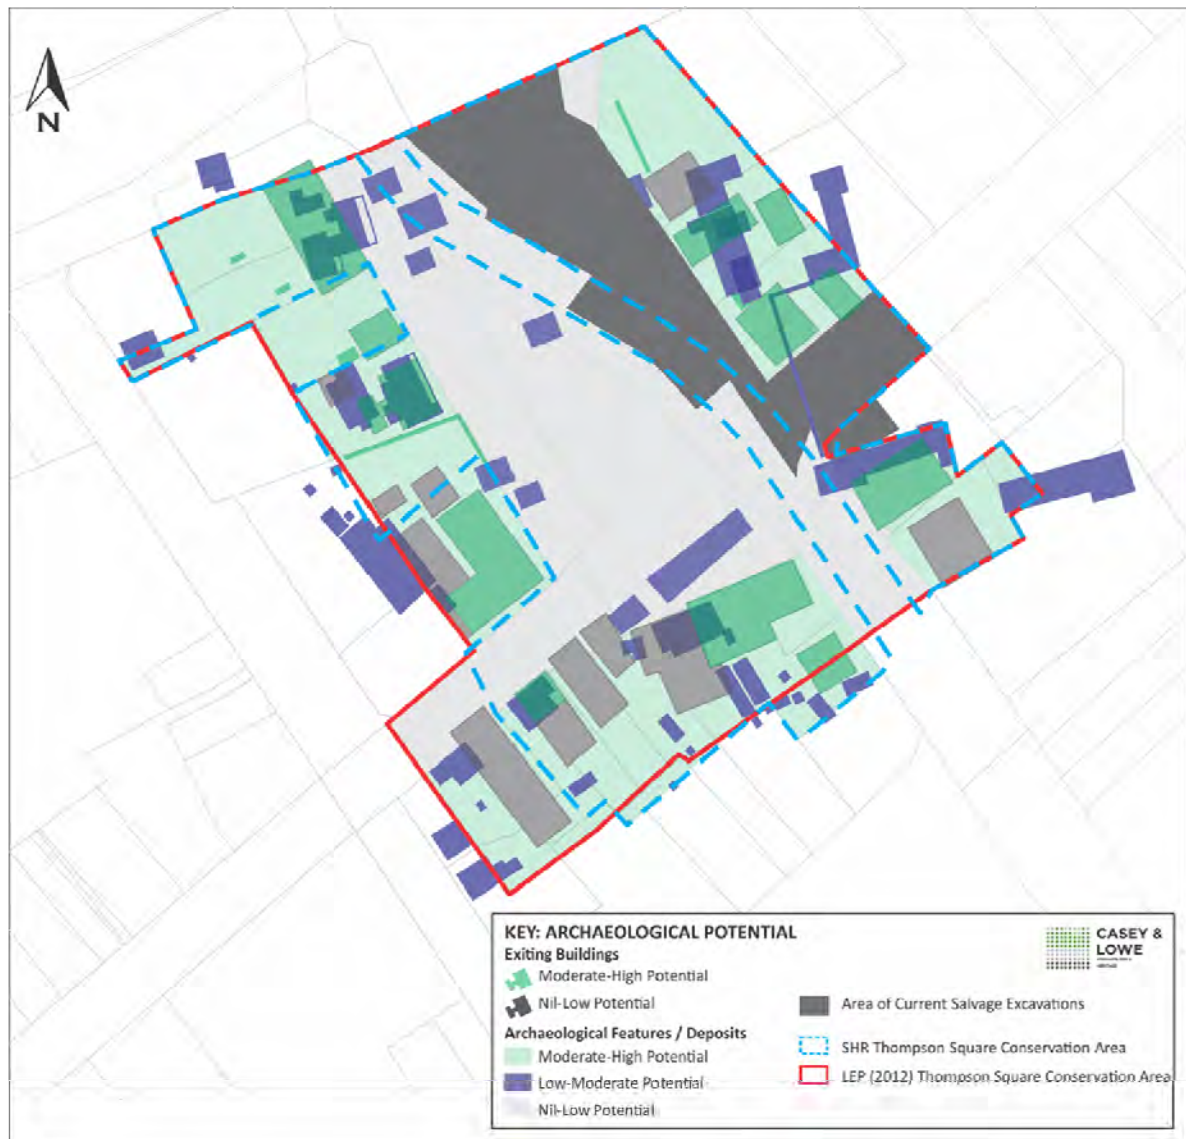 N
KEY: ARCHAEOLOGICAL POTENTIAL
Exiting Buildings
Moderate-High Potential
Nil-Low Potential
Archaeological Features / Deposits
Moderate-High Potential
Low-Moderate Potential
Nil-Low Potential
CASEY &
LOWE
Area of Current Salvage Excavations
SHR Thompson Square Conservation Area
LEP (2012) Thompson Square Conservation Area